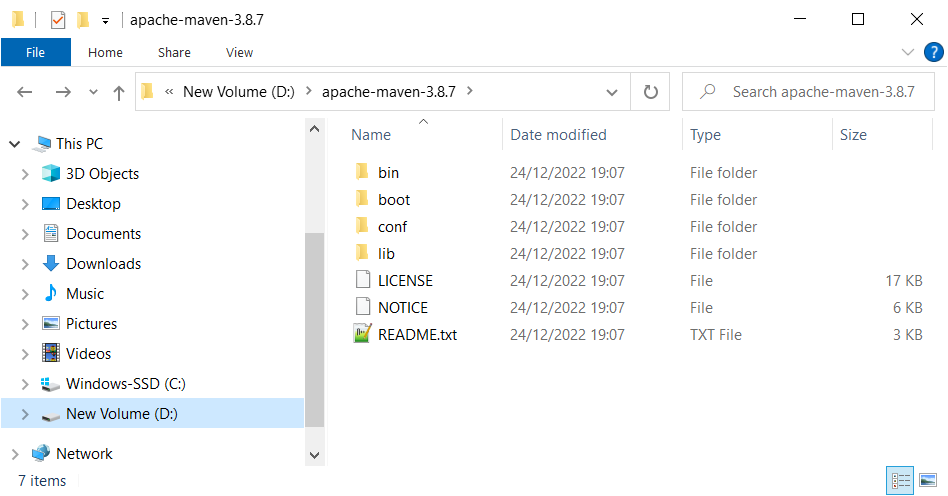 apache-maven-3.8.7
File Home Share View
« New Volume (D:) > apache-maven-3.8.7 > Search apache-maven-3.8.7
This PC
3D Objects
Desktop
Documents
Downloads
Music
Pictures
Videos
Windows-SSD (C:)
New Volume (D:)
Network
Name Date modified Type Size
bin 24/12/2022 19:07 File folder
boot 24/12/2022 19:07 File folder
conf 24/12/2022 19:07 File folder
lib 24/12/2022 19:07 File folder
LICENSE 24/12/2022 19:07 File 17 KB
NOTICE 24/12/2022 19:07 File 6 KB
README.txt 24/12/2022 19:07 TXT File 3 KB
7 items